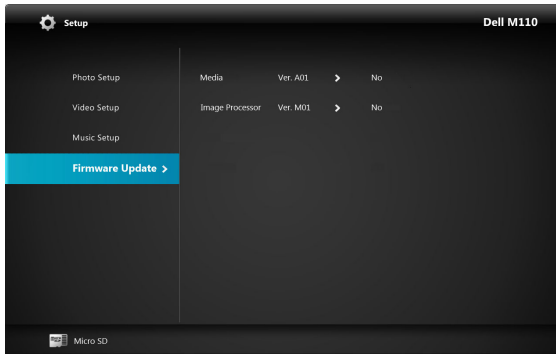 Setup
Dell M110
Photo Setup
Media Ver. A01 > No
Video Setup
Image Processor Ver. M01 > No
Music Setup
Firmware Update >
Micro SD